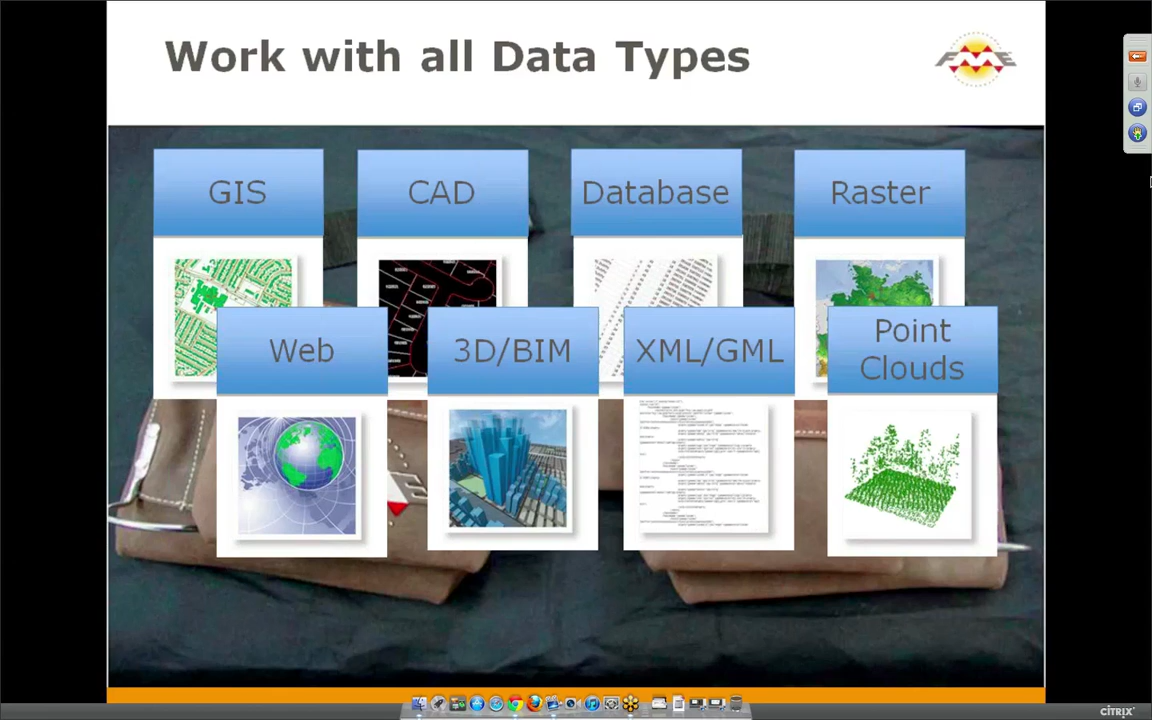 Work with all Data Types
FME
GIS
CAD
Database
Raster
Web
3D/BIM
XML/GML
Point
Clouds
CITRIX